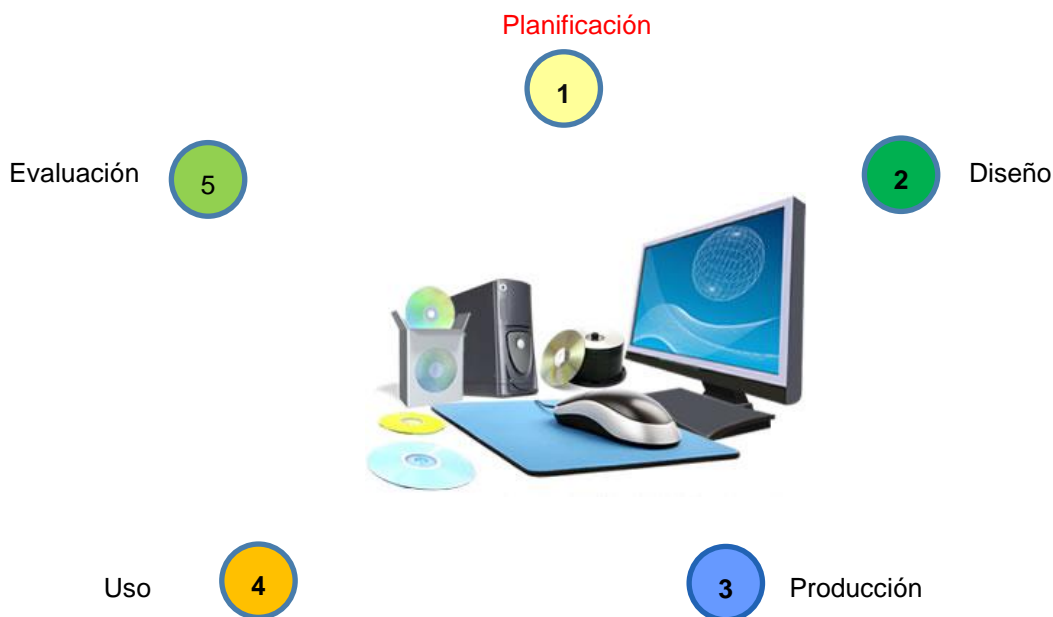 Planificación
1
Evaluación
5
2
Diseño
Uso
4
3
Producción